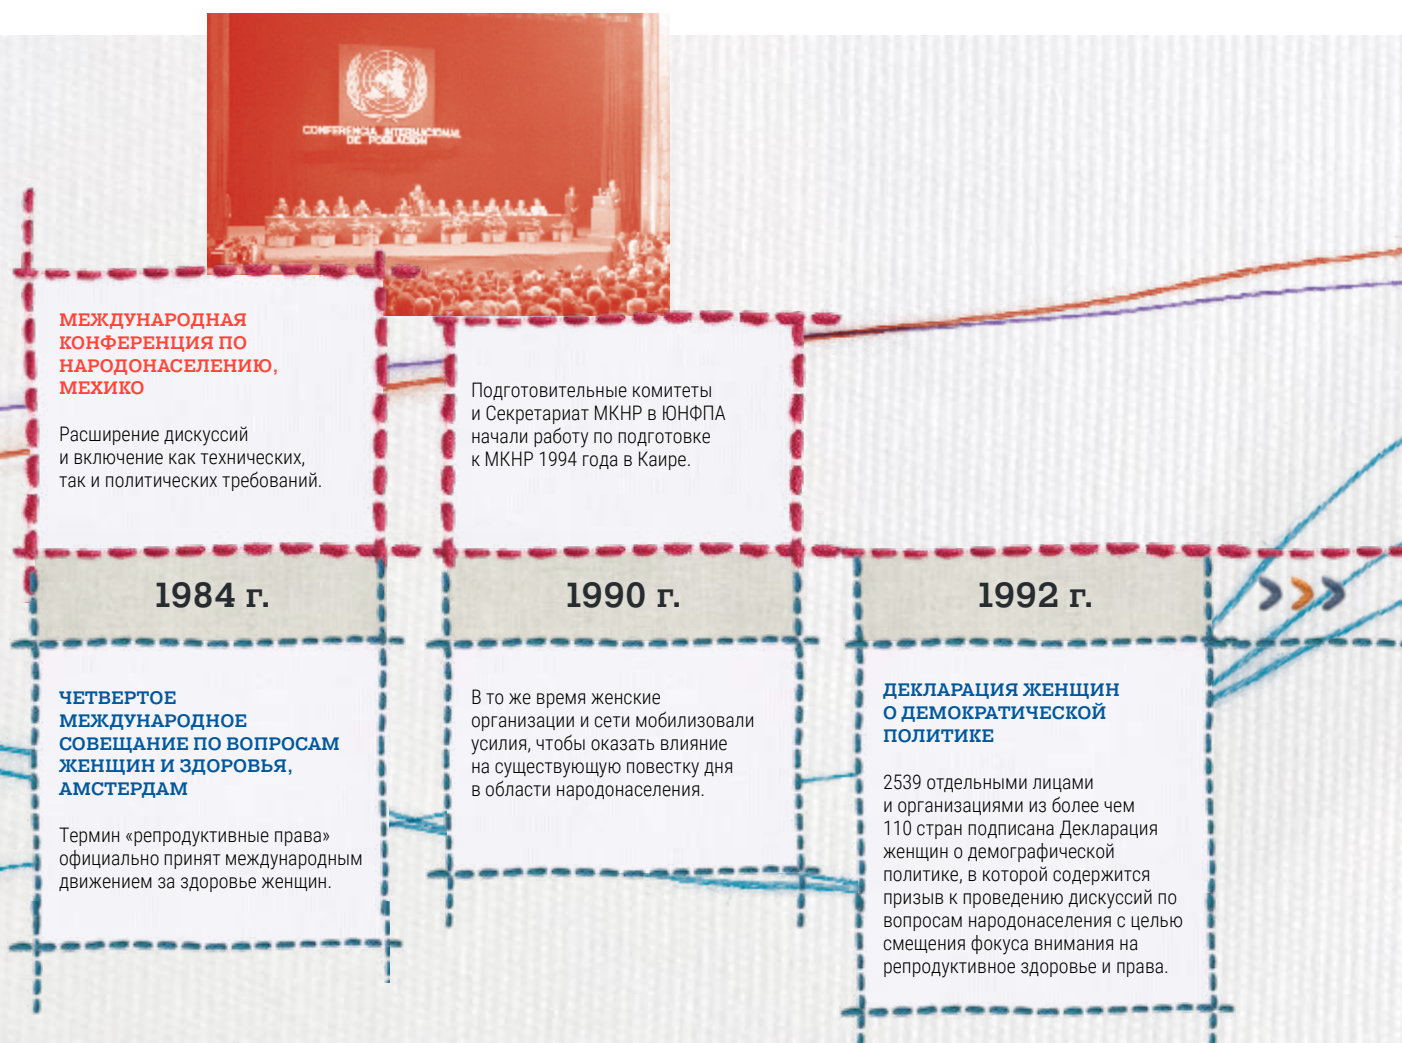 CONFERENCIA INTERNACIONAL
DE POBLACION
МЕЖДУНАРОДНАЯ
КОНФЕРЕНЦИЯ ПО
НАРОДОНАСЕЛЕНИЮ,
МЕХИКО
Расширение дискуссий
и включение как технических,
так и политических требований.
Подготовительные комитеты
и Секретариат МКНР в ЮНФПА
начали работу по подготовке
к МКНР 1994 года в Каире.
1984 г.
1990 г.
1992 г.
ЧЕТВЕРТОЕ
МЕЖДУНАРОДНОЕ
СОВЕЩАНИЕ ПО ВОПРОСАМ
ЖЕНЩИН И ЗДОРОВЬЯ,
АМСТЕРДАМ
Термин «репродуктивные права»
официально принят международным
движением за здоровье женщин.
В то же время женские
организации и сети мобилизовали
усилия, чтобы оказать влияние
на существующую повестку дня
в области народонаселения.
ДЕКЛАРАЦИЯ ЖЕНЩИН
О ДЕМОКРАТИЧЕСКОЙ
ПОЛИТИКЕ
2539 отдельными лицами
и организациями из более чем
110 стран подписана Декларация
женщин о демографической
политике, в которой содержится
призыв к проведению дискуссий по
вопросам народонаселения с целью
смещения фокуса внимания на
репродуктивное здоровье и права.